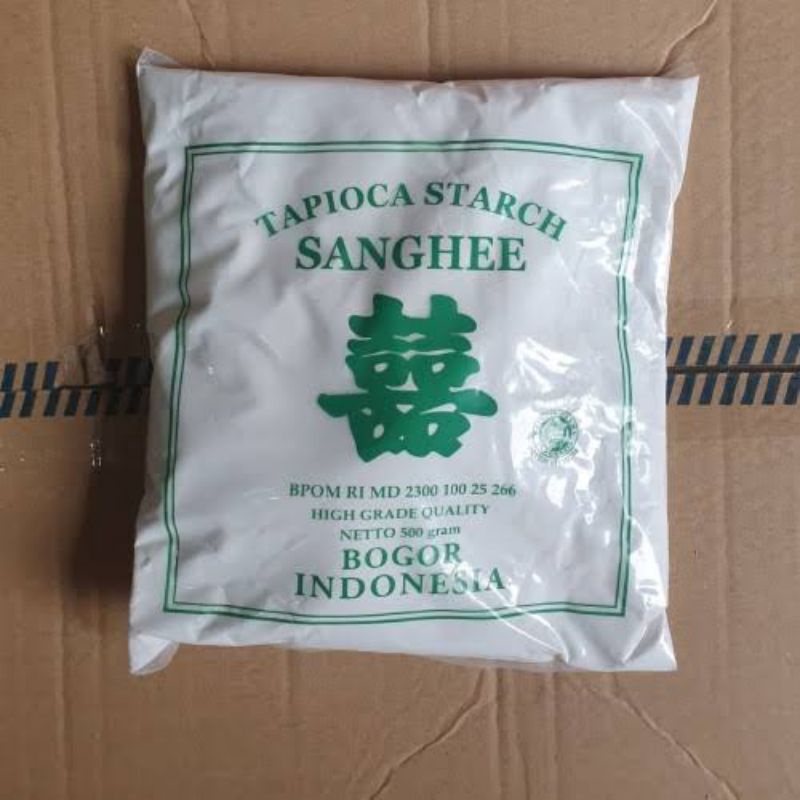 TAPIOCA STARCH
SANGHEE
囍
BPOM RI MD 2300 100 25 266
HIGH GRADE QUALITY
NETTO 500 gram
BOGOR
INDONESIA